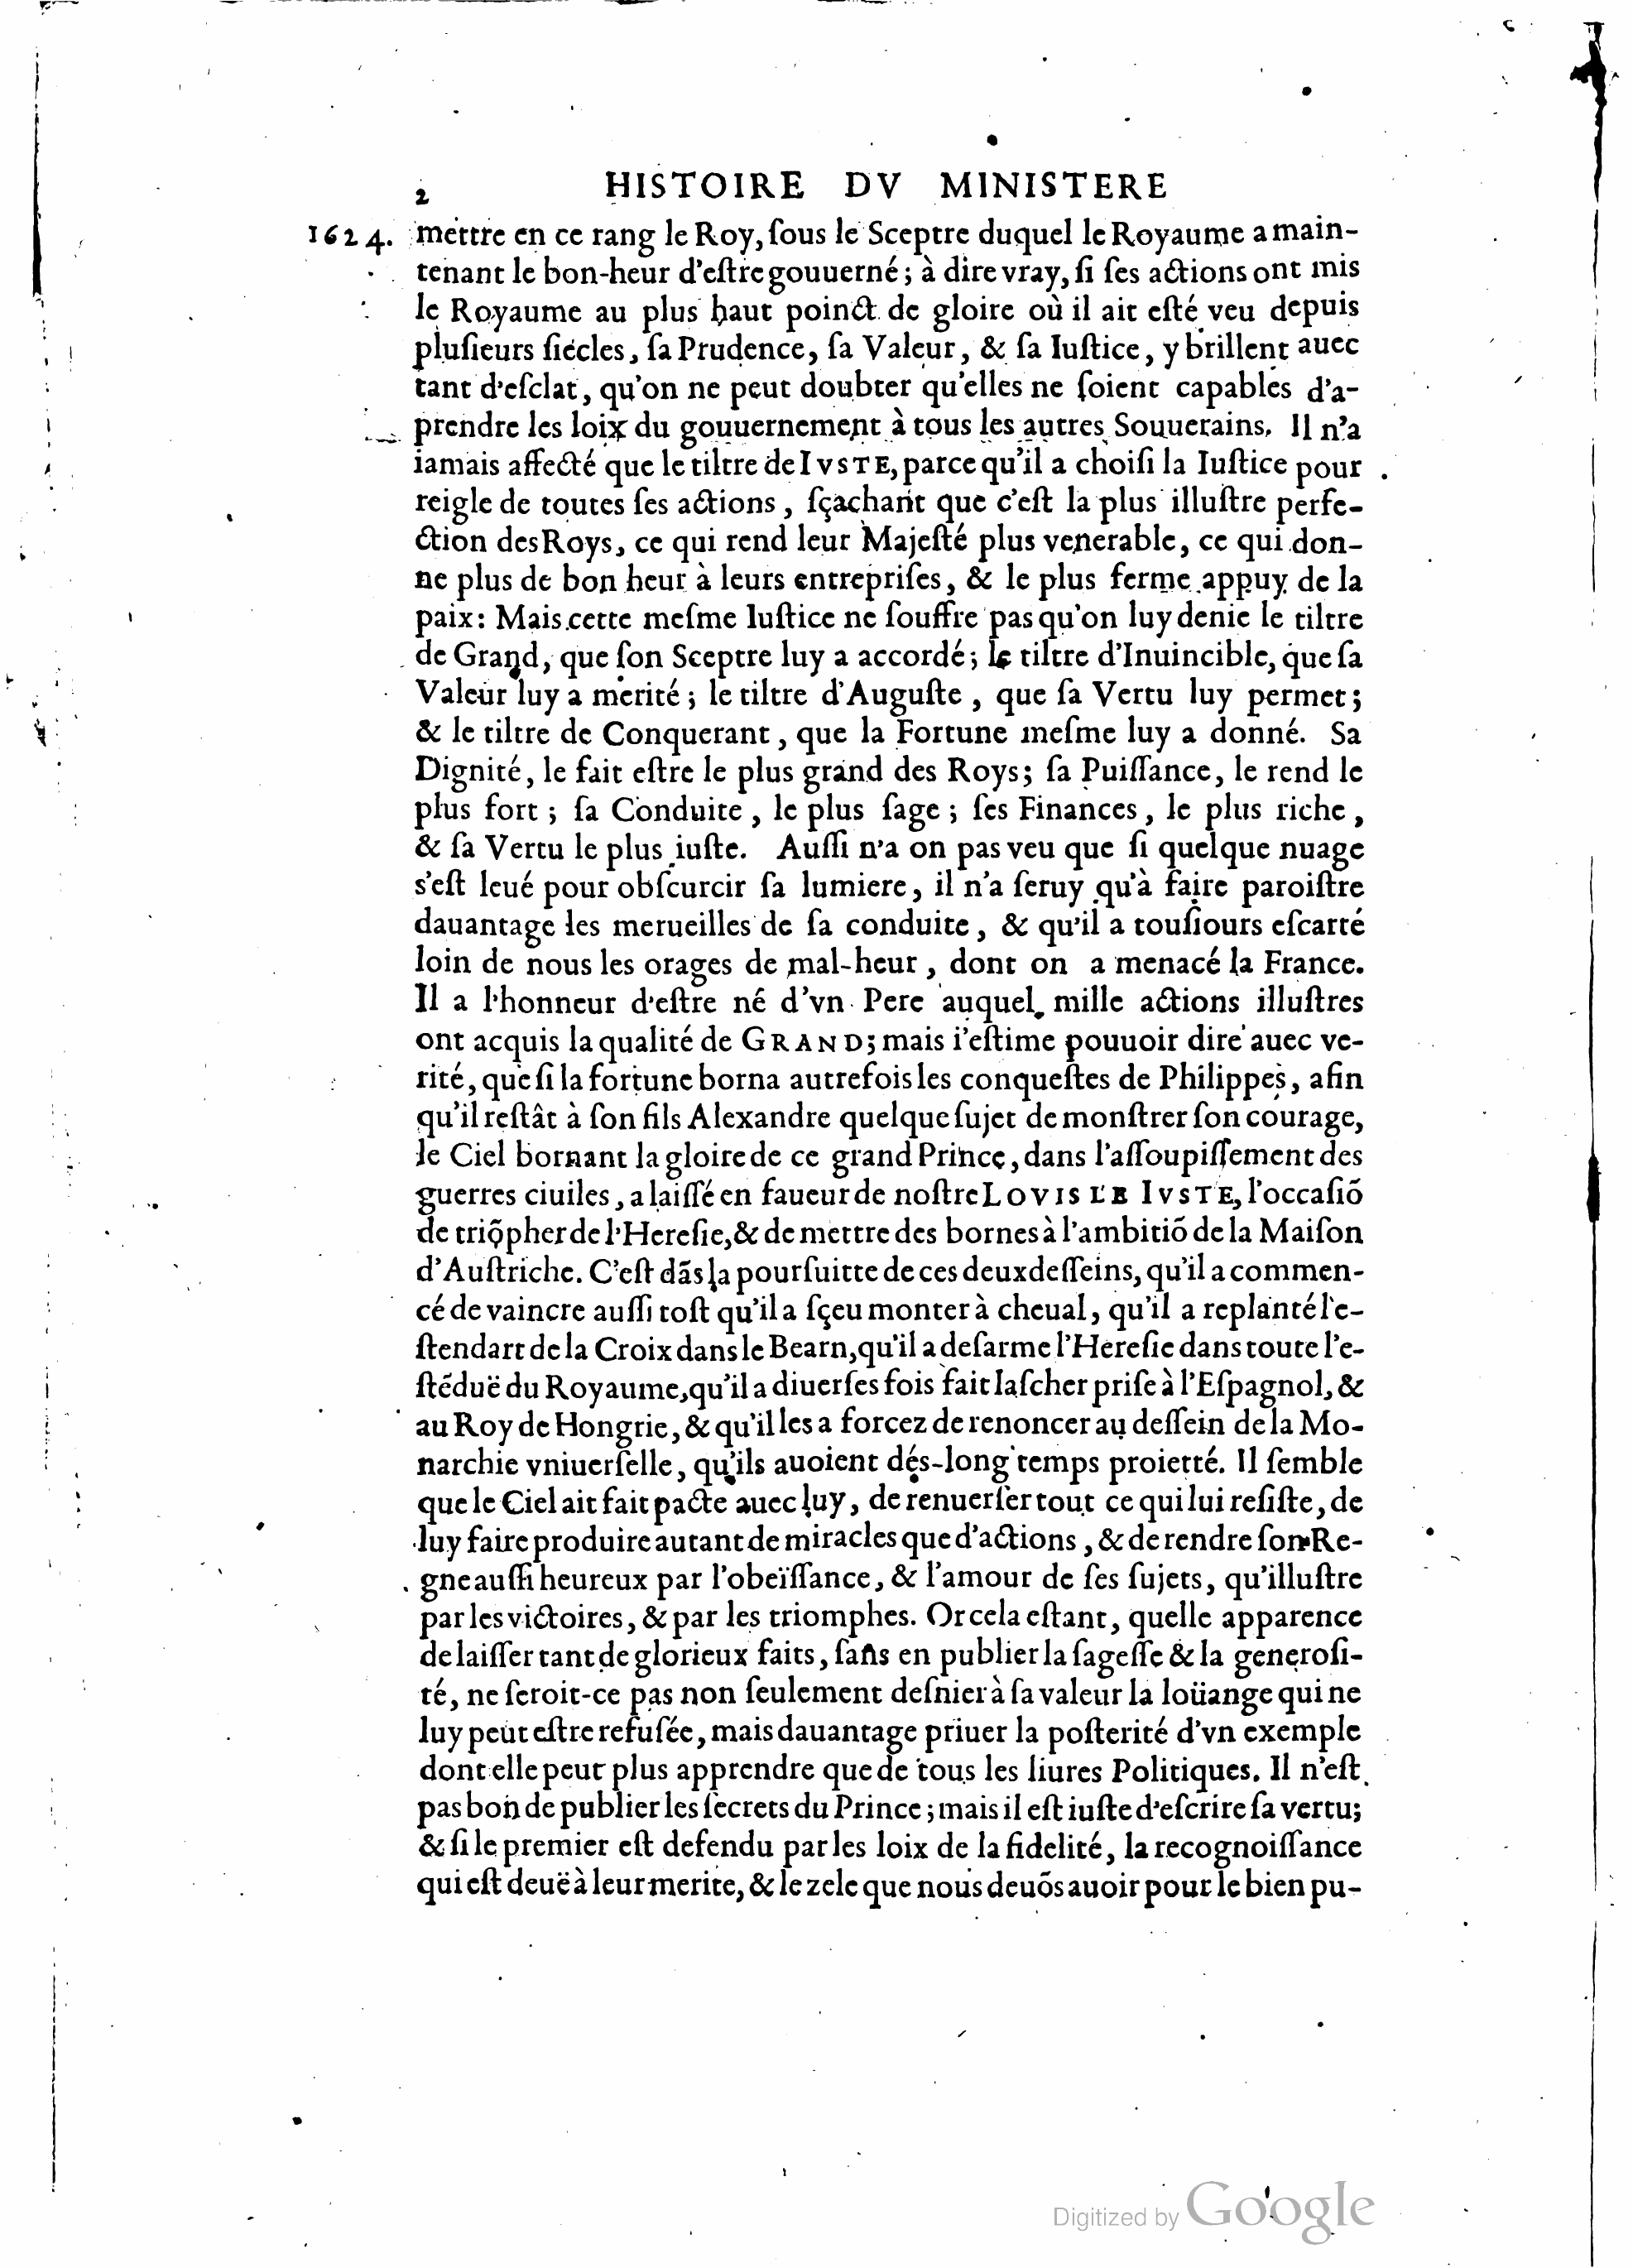 2 HISTOIRE DV MINISTERE
1624. mettre en ce rang le Roy, ſous le Sceptre duquel le Royaume a main-
tenant le bon-heur d'eſtre gouuerné; à dire vray, ſi ſes actions ont mis
le Royaume au plus haut poinct de gloire où il ait eſté veu depuis
pluſieurs ſiécles, ſa Prudence, ſa Valeur, & ſa Iuſtice, y brillent auec
tant d'eſclat, qu'on ne peut doubter qu'elles ne ſoient capables d'a-
prendre les loix du gouuernement à tous les autres Souuerains. Il n'a
iamais affecté que le tiltre de IVSTE, parce qu'il a choiſi la Iuſtice pour
reigle de toutes ſes actions, ſçachant que c'eſt la plus illuſtre perfe-
ction des Roys, ce qui rend leur Majeſté plus venerable, ce qui don-
ne plus de bon heur à leurs entrepriſes, & le plus ferme appuy de la
paix: Mais cette meſme Iuſtice ne ſouffre pas qu'on luy denie le tiltre
de Grand, que ſon Sceptre luy a accordé; le tiltre d'Inuincible, que ſa
Valeur luy a merité; le tiltre d'Auguſte, que ſa Vertu luy permet;
& le tiltre de Conquerant, que la Fortune meſme luy a donné. Sa
Dignité, le fait eſtre le plus grand des Roys; ſa Puiſſance, le rend le
plus fort; ſa Conduite, le plus ſage; ſes Finances, le plus riche,
& ſa Vertu le plus iuſte. Auſſi n'a on pas veu que ſi quelque nuage
s'eſt leué pour obſcurcir ſa lumiere, il n'a ſeruy qu'à faire paroiſtre
dauantage les merueilles de ſa conduite, & qu'il a touſiours eſcarté
loin de nous les orages de mal-heur, dont on a menacé la France.
Il a l'honneur d'eſtre né d'vn Pere auquel mille actions illuſtres
ont acquis la qualité de GRAND; mais i'eſtime pouuoir dire auec ve-
rité, que ſi la fortune borna autrefois les conqueſtes de Philippes, afin
qu'il reſtât à ſon fils Alexandre quelque ſujet de monſtrer ſon courage,
le Ciel bornant la gloire de ce grand Prince, dans l'aſſoupiſſement des
guerres ciuiles, a laiſſé en faueur de noſtre LOVIS LE IVSTE, l'occaſiõ
de triõpher de l'Hereſie, & de mettre des bornes à l'ambitiõ de la Maiſon
d'Auſtriche. C'eſt dãs la pourſuitte de ces deux deſſeins, qu'il a commen-
cé de vaincre auſſi toſt qu'il a ſçeu monter à cheual, qu'il a replanté l'e-
ſtendart de la Croix dans le Bearn, qu'il a deſarme l'Hereſie dans toute l'e-
ſtẽduë du Royaume, qu'il a diuerſes fois fait laſcher priſe à l'Eſpagnol, &
au Roy de Hongrie, & qu'il les a forcez de renoncer au deſſein de la Mo-
narchie vniuerſelle, qu'ils auoient dés-long temps proietté. Il ſemble
que le Ciel ait fait pacte auec luy, de renuerſer tout ce qui lui reſiſte, de
luy faire produire autant de miracles que d'actions, & de rendre ſon Re-
gne auſſi heureux par l'obeïſſance, & l'amour de ſes ſujets, qu'illuſtre
par les victoires, & par les triomphes. Or cela eſtant, quelle apparence
de laiſſer tant de glorieux faits, ſans en publier la ſageſſe & la generoſi-
té, ne ſeroit-ce pas non ſeulement deſnier à ſa valeur la loüange qui ne
luy peut eſtre refuſée, mais dauantage priuer la poſterité d'vn exemple
dont elle peut plus apprendre que de tous les liures Politiques. Il n'eſt
pas bon de publier les ſecrets du Prince; mais il eſt iuſte d'eſcrire ſa vertu;
& ſi le premier eſt defendu par les loix de la fidelité, la recognoiſſance
qui eſt deuë à leur merite, & le zele que nous deuõs auoir pour le bien pu-
Digitized by Google